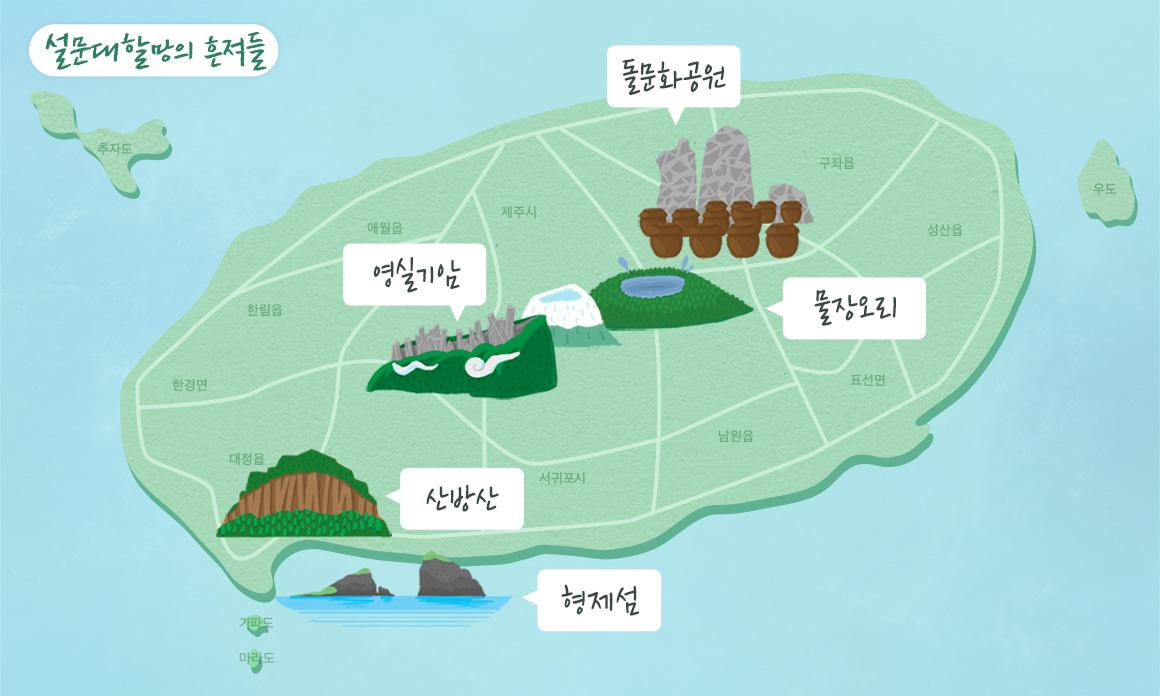 설문대할망의 흔적들
돌문화공원
추자도
구좌읍
우도
제주시
애월읍
성산읍
영실기암
물장오리
한림읍
한경면
표선면
남원읍
대정읍
서귀포시
산방산
형제섬
가파도
마라도